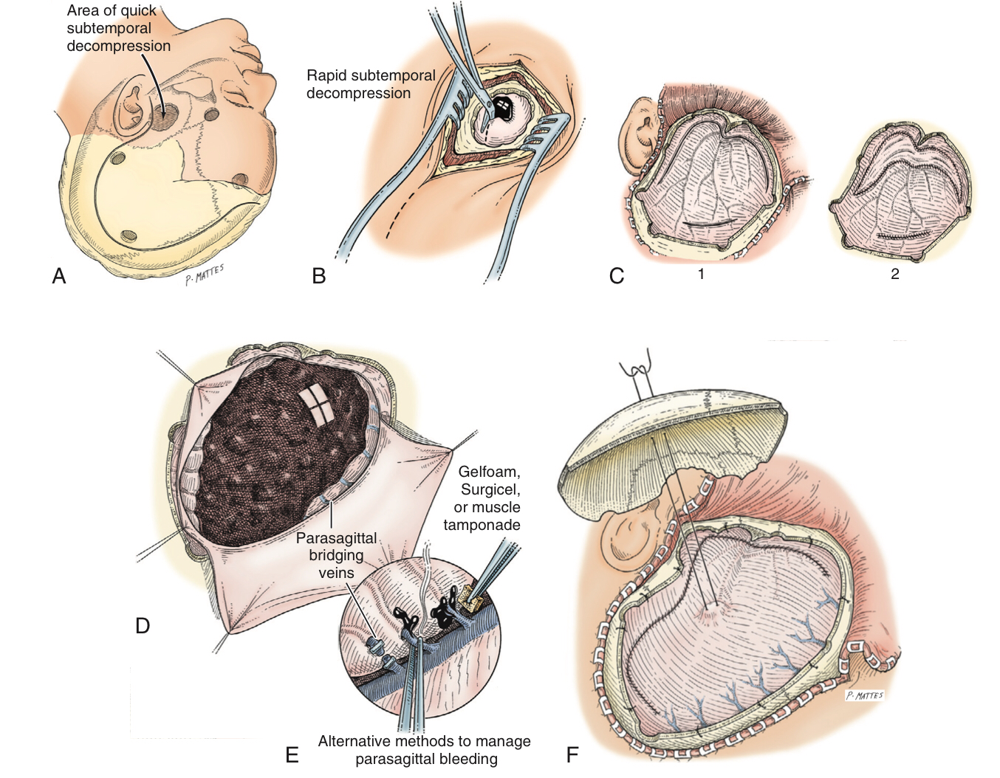 Area of quick
subtemporal
decompression
A
P. MATTES
Rapid subtemporal
decompression
B
C
1
2
D
Parasagittal
bridging
veins
Gelfoam,
Surgicel,
or muscle
tamponade
E
Alternative methods to manage
parasagittal bleeding
F
P. MATTES